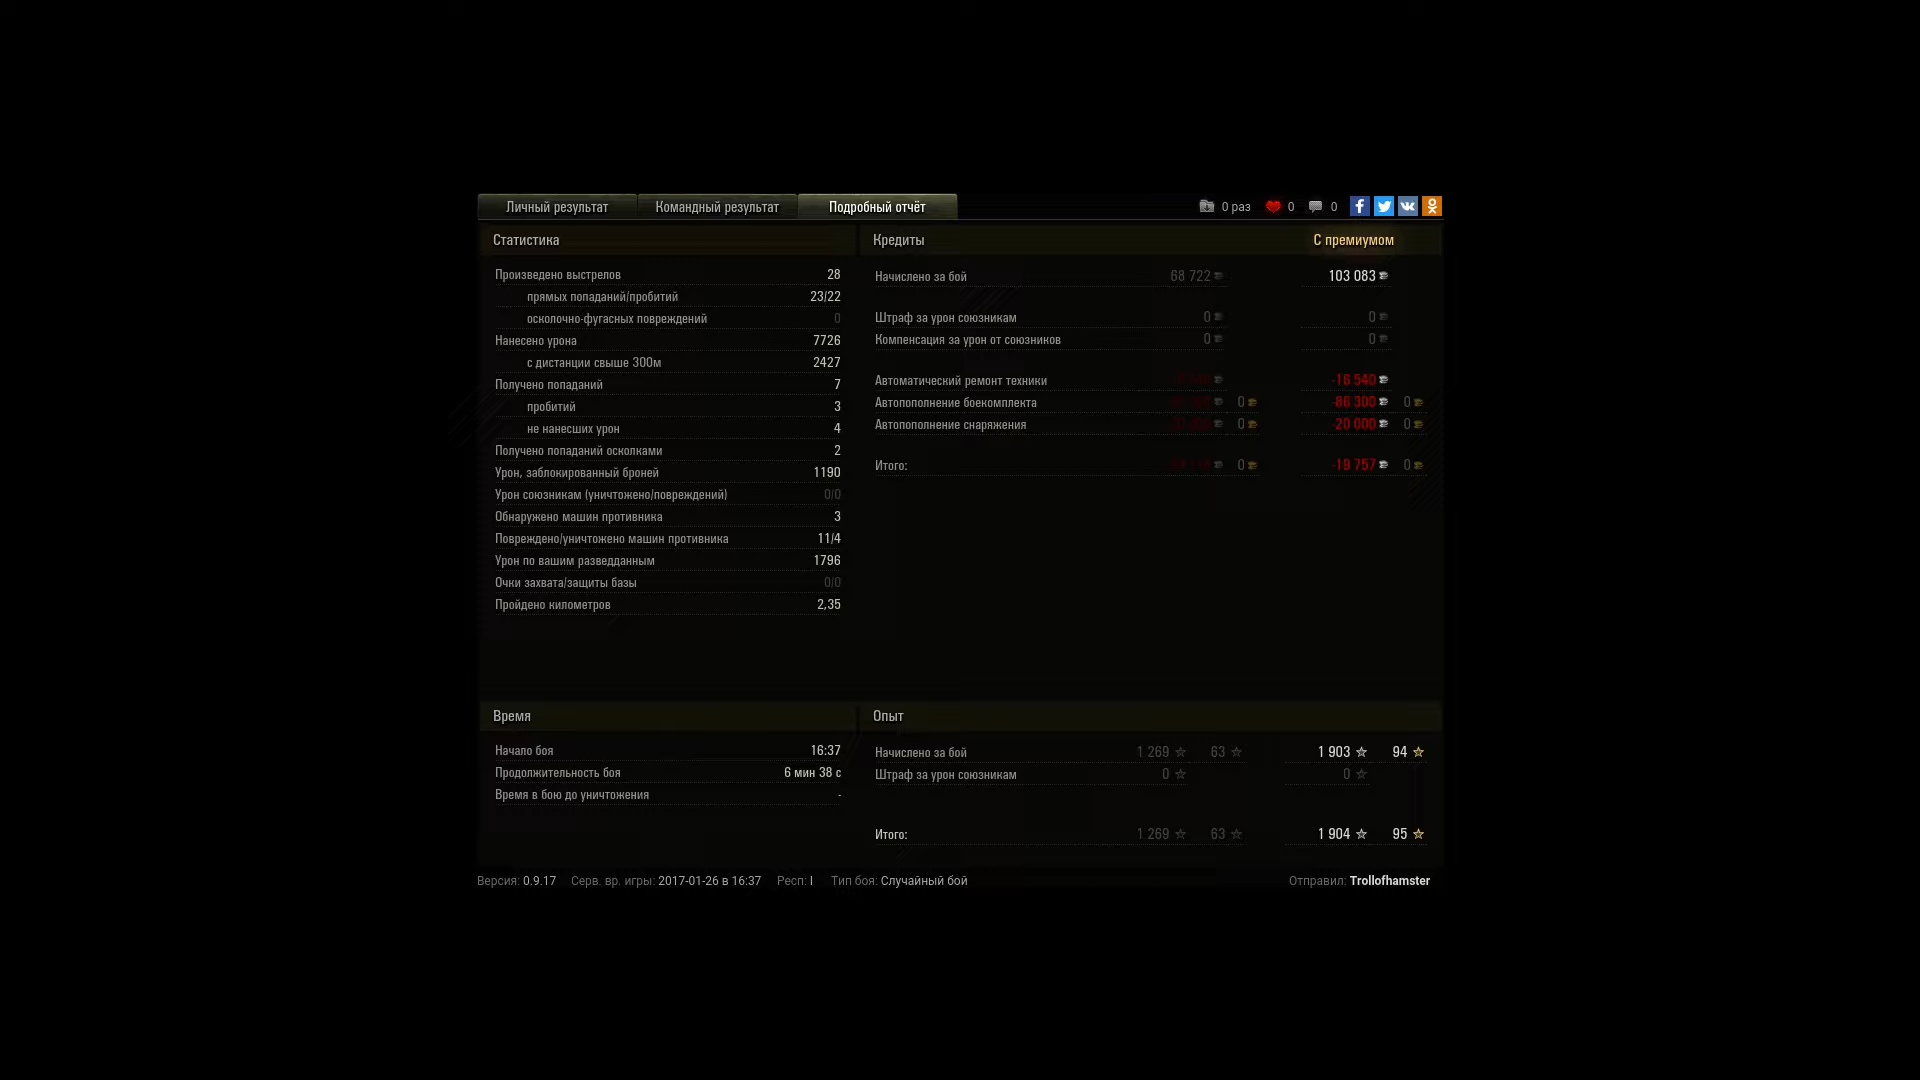 Личный результат Командный результат Подробный отчёт 0 раз 0 0
Статистика
Произведено выстрелов 28
прямых попаданий/пробитий 23/22
осколочно-фугасных повреждений 0
Нанесено урона 7726
с дистанции свыше 300м 2427
Получено попаданий 7
пробитий 3
не нанесших урон 4
Получено попаданий осколками 2
Урон, заблокированный броней 1190
Урон союзникам (уничтожено/повреждений) 0/0
Обнаружено машин противника 3
Повреждено/уничтожено машин противника 11/4
Урон по вашим разведданным 1796
Очки захвата/защиты базы 0/0
Пройдено километров 2,35
Кредиты С премиумом
Начислено за бой 68 722 103 083
Штраф за урон союзникам 0 0
Компенсация за урон от союзников 0 0
Автоматический ремонт техники -16 540
Автопополнение боекомплекта 0 -86 300 0
Автопополнение снаряжения 0 -20 000 0
Итого: 0 -19 757 0
Время
Начало боя 16:37
Продолжительность боя 6 мин 38 с
Время в бою до уничтожения -
Опыт
Начислено за бой 1 269 63 1 903 94
Штраф за урон союзникам 0 0
Итого: 1 269 63 1 904 95
Версия: 0.9.17 Серв. вр. игры: 2017-01-26 в 16:37 Респ: I Тип боя: Случайный бой Отправил: Trollofhamster